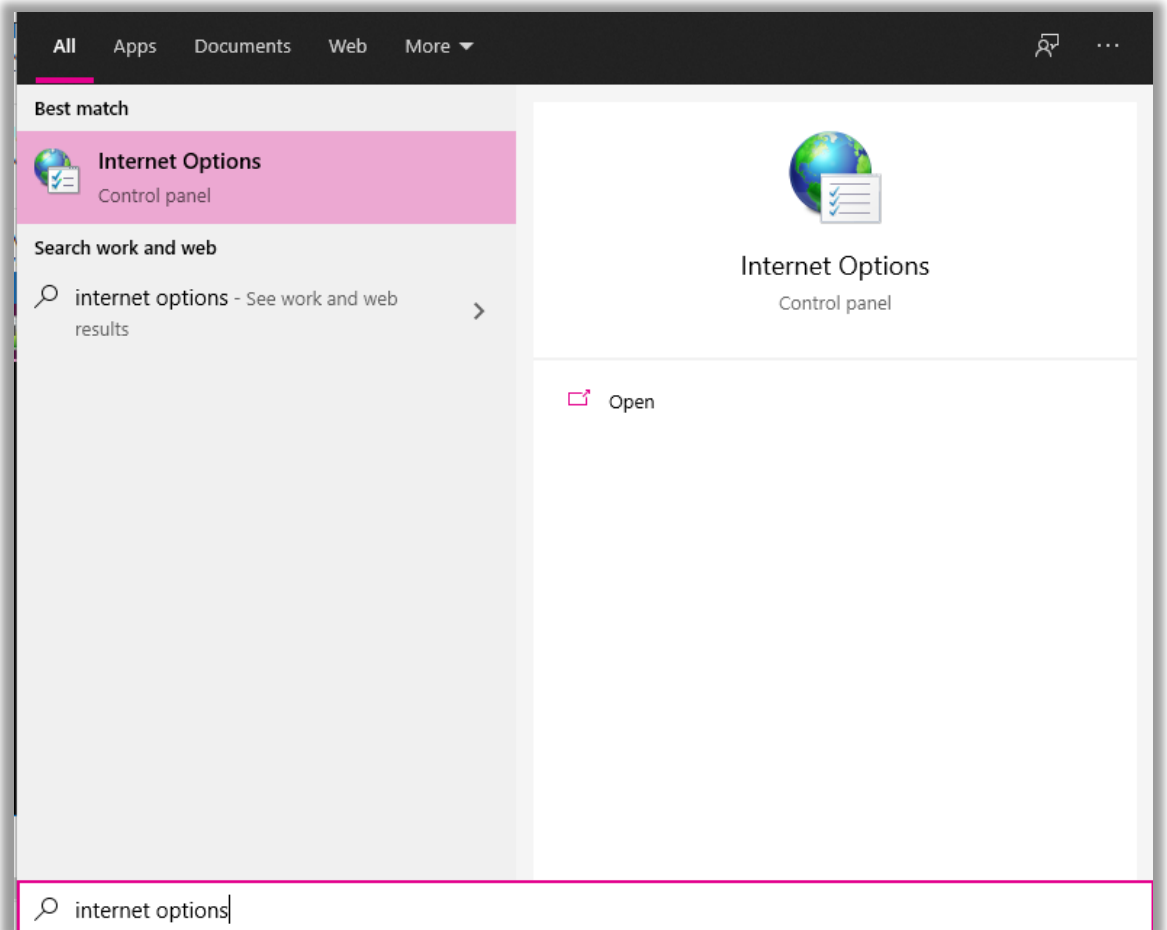 All Apps Documents Web More
Best match
Internet Options
Control panel
Search work and web
internet options - See work and web
results
Internet Options
Control panel
Open
internet options